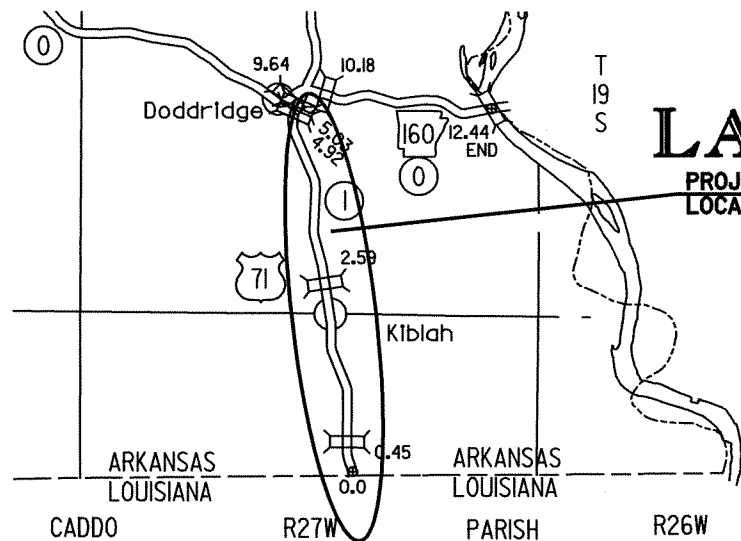 0
9.64
10.18
Doddridge
5.03
4.92
160
0
12.44
END
T
19
S
LA
PROJ
LOCA
1
71
2.59
Kiblah
0.45
ARKANSAS
ARKANSAS
LOUISIANA
0.0
LOUISIANA
CADDO
R27W
PARISH
R26W